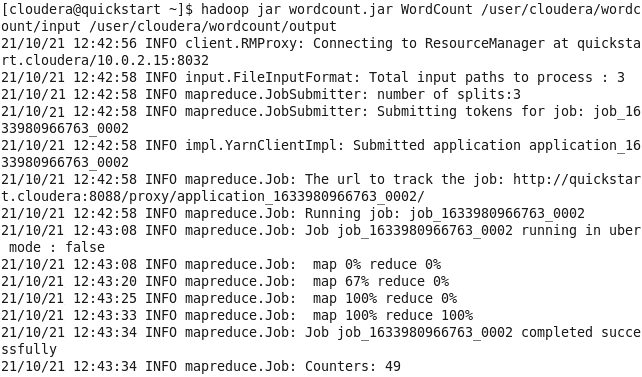 [cloudera@quickstart ~]$ hadoop jar wordcount.jar WordCount /user/cloudera/wordc
ount/input /user/cloudera/wordcount/output
21/10/21 12:42:56 INFO client.RMProxy: Connecting to ResourceManager at quicksta
rt.cloudera/10.0.2.15:8032
21/10/21 12:42:58 INFO input.FileInputFormat: Total input paths to process : 3
21/10/21 12:42:58 INFO mapreduce.JobSubmitter: number of splits:3
21/10/21 12:42:58 INFO mapreduce.JobSubmitter: Submitting tokens for job: job_16
33980966763_0002
21/10/21 12:42:58 INFO impl.YarnClientImpl: Submitted application application_16
33980966763_0002
21/10/21 12:42:58 INFO mapreduce.Job: The url to track the job: http://quickstar
t.cloudera:8088/proxy/application_1633980966763_0002/
21/10/21 12:42:58 INFO mapreduce.Job: Running job: job_1633980966763_0002
21/10/21 12:43:08 INFO mapreduce.Job: Job job_1633980966763_0002 running in uber
 mode : false
21/10/21 12:43:08 INFO mapreduce.Job:  map 0% reduce 0%
21/10/21 12:43:20 INFO mapreduce.Job:  map 67% reduce 0%
21/10/21 12:43:25 INFO mapreduce.Job:  map 100% reduce 0%
21/10/21 12:43:33 INFO mapreduce.Job:  map 100% reduce 100%
21/10/21 12:43:34 INFO mapreduce.Job: Job job_1633980966763_0002 completed succe
ssfully
21/10/21 12:43:34 INFO mapreduce.Job: Counters: 49